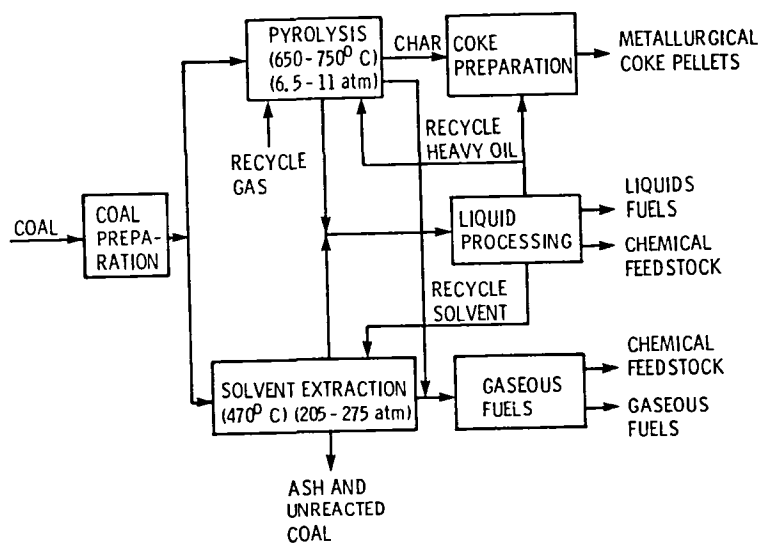 PYROLYSIS
(650-750° C)
(6.5-11 atm)
CHAR
COKE
PREPARATION
METALLURGICAL
COKE PELLETS
RECYCLE
GAS
RECYCLE
HEAVY OIL
COAL
COAL
PREPA-
RATION
LIQUID
PROCESSING
LIQUIDS
FUELS
CHEMICAL
FEEDSTOCK
RECYCLE
SOLVENT
SOLVENT EXTRACTION
(470° C) (205-275 atm)
GASEOUS
FUELS
CHEMICAL
FEEDSTOCK
GASEOUS
FUELS
ASH AND
UNREACTED
COAL